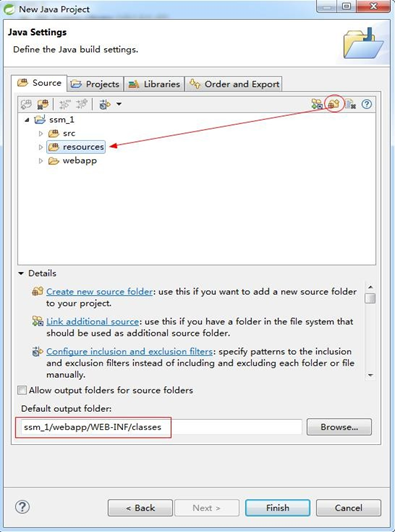 New Java Project
Java Settings
Define the Java build settings.
Source
Projects
Libraries
Order and Export
ssm_1
src
resources
webapp
Details
Create new source folder: use this if you want to add a new source folder
to your project.
Link additional source: use this if you have a folder in the file system that
should be used as additional source folder.
Configure inclusion and exclusion filters: specify patterns to the inclusion
and exclusion filters instead of including and excluding each folder or file
manually.
Allow output folders for source folders
Default output folder:
ssm_1/webapp/WEB-INF/classes
Browse...
?
< Back
Next >
Finish
Cancel